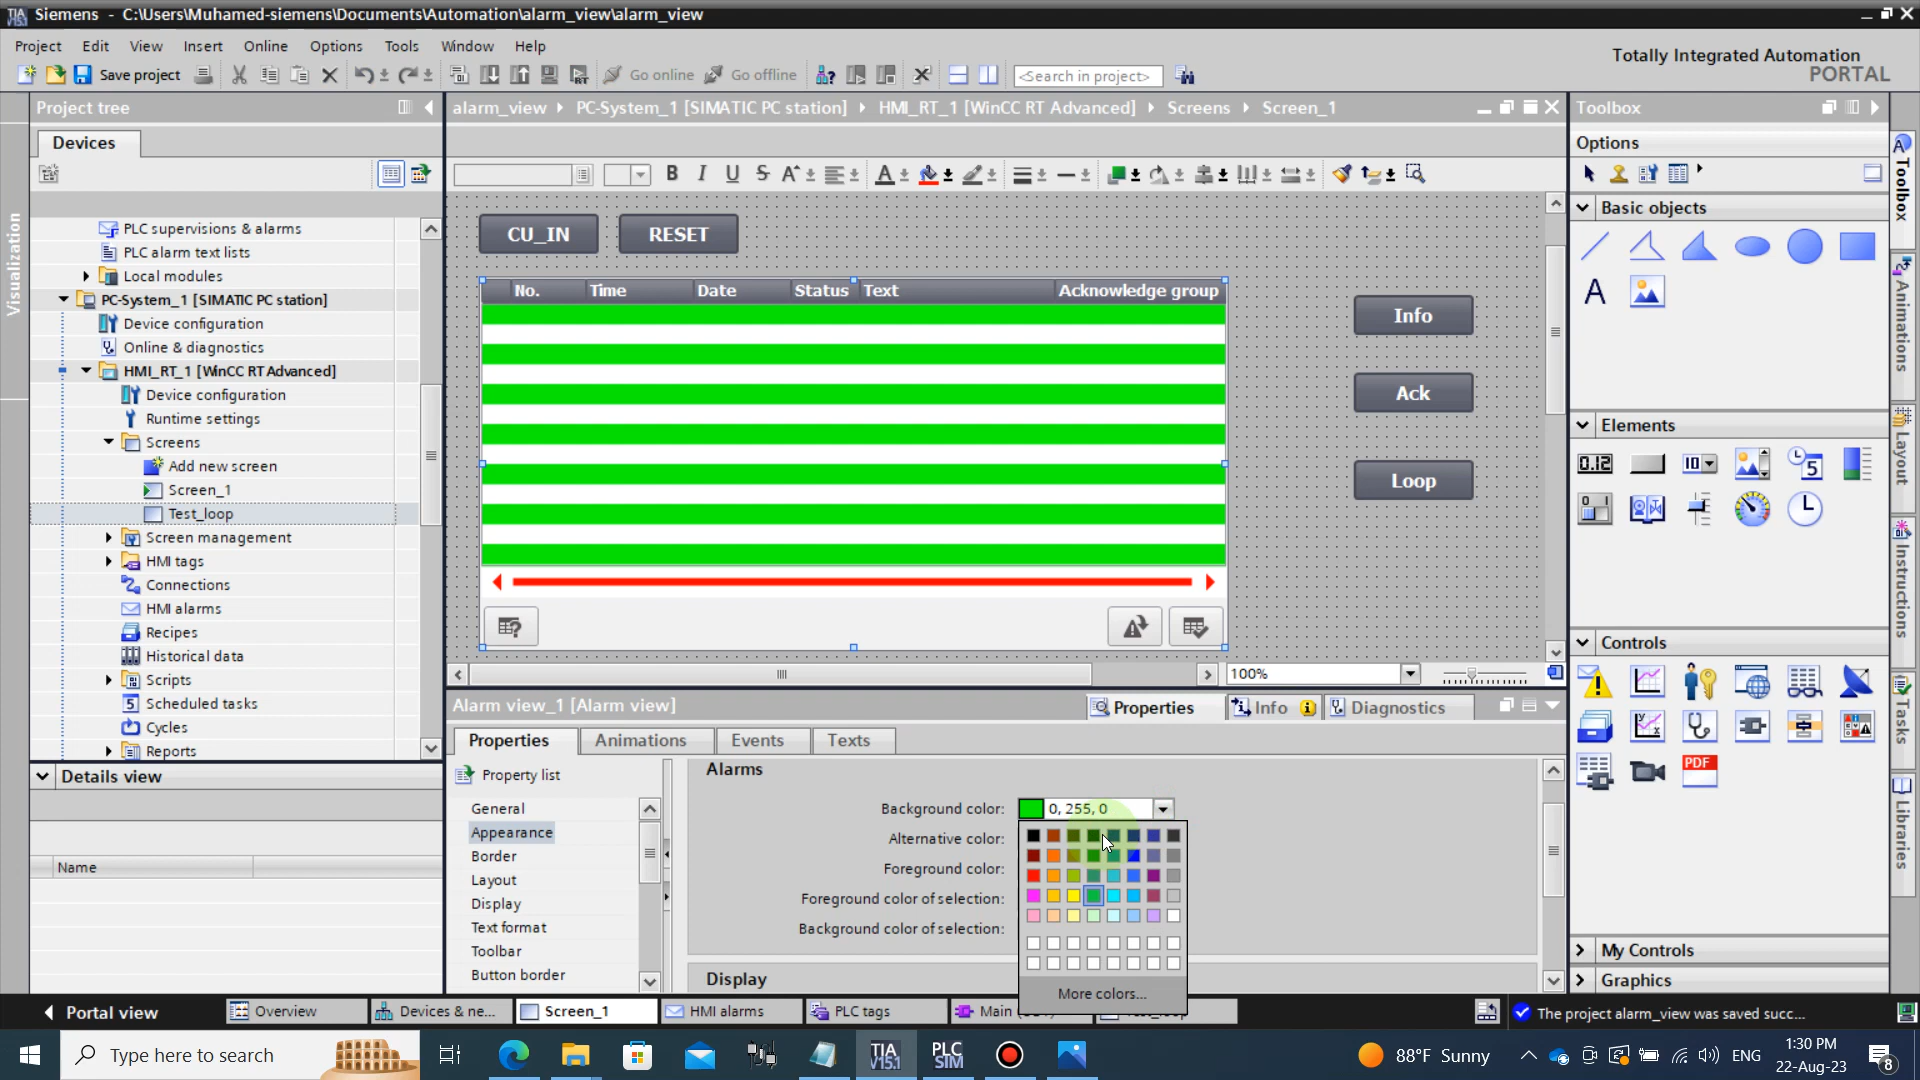 Siemens - C:\Users\Muhamed-siemens\Documents\Automation\alarm_view\alarm_view
Project Edit View Insert Online Options Tools Window Help
Totally Integrated Automation
PORTAL
Save project
Go online
Go offline
<Search in project>
Project tree
alarm_view
PC-System_1 [SIMATIC PC station]
HMI_RT_1 [WinCC RT Advanced]
Screens
Screen_1
Toolbox
Devices
Options
Visualization
PLC supervisions & alarms
PLC alarm text lists
Local modules
PC-System_1 [SIMATIC PC station]
Device configuration
Online & diagnostics
HMI_RT_1 [WinCC RT Advanced]
Device configuration
Runtime settings
Screens
Add new screen
Screen_1
Test_loop
Screen management
HMI tags
Connections
HMI alarms
Recipes
Historical data
Scripts
Scheduled tasks
Cycles
Reports
Details view
Name
CU_IN
RESET
No. Time Date Status Text Acknowledge group
Info
Ack
Loop
100%
Alarm view_1 [Alarm view]
Properties
Info
Diagnostics
Properties
Animations
Events
Texts
Property list
General
Appearance
Border
Layout
Display
Text format
Toolbar
Button border
Alarms
Background color:
0, 255, 0
Alternative color:
Foreground color:
Foreground color of selection:
Background color of selection:
More colors...
Display
Basic objects
Elements
Controls
PDF
My Controls
Graphics
Toolbox
Animations
Layout
Instructions
Tasks
Libraries
Portal view
Overview
Devices & ne...
Screen_1
HMI alarms
PLC tags
Main
The project alarm_view was saved succ...
Type here to search
TIA
V15.1
PLC
SIM
88°F Sunny
ENG
1:30 PM
22-Aug-23
8